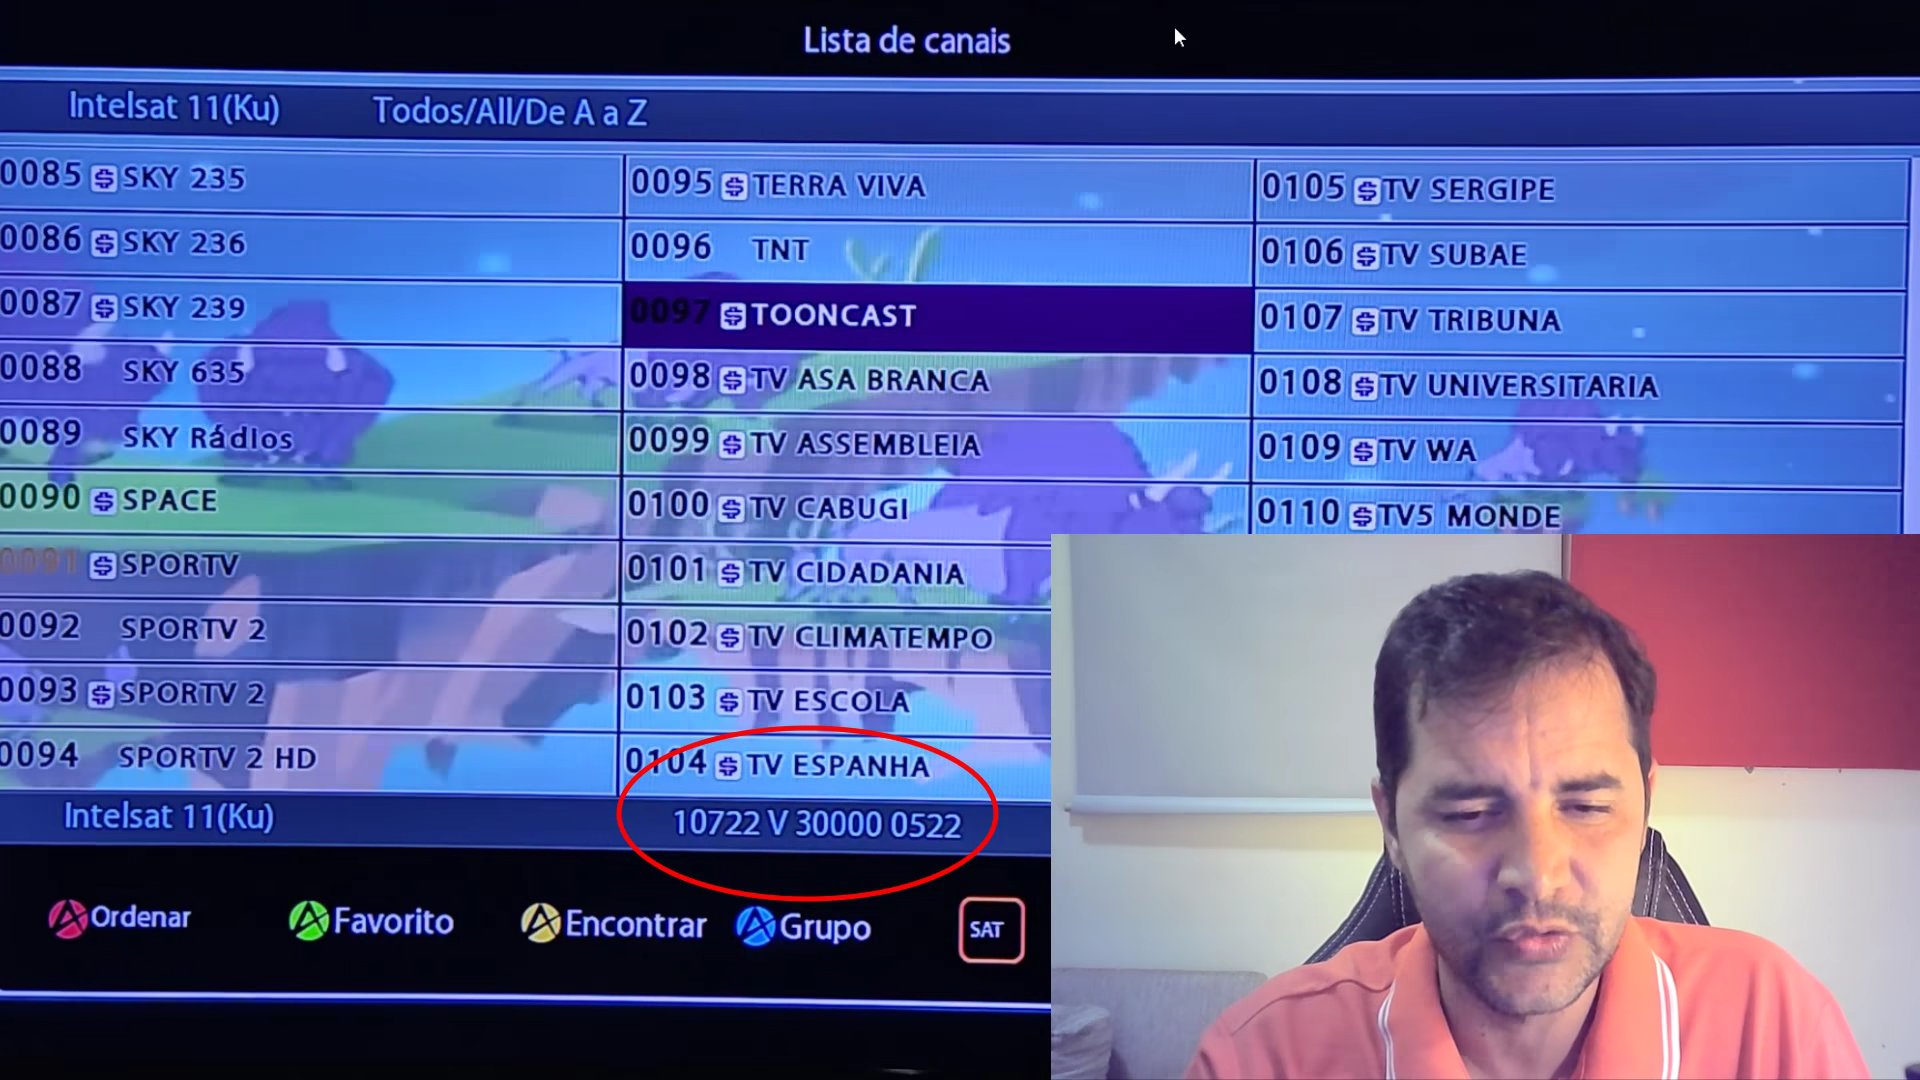 Lista de canais
Intelsat 11(Ku) Todos/All/De A a Z
0085 $ SKY 235
0086 $ SKY 236
0087 $ SKY 239
0088 SKY 635
0089 SKY Rádios
0090 $ SPACE
0091 $ SPORTV
0092 SPORTV 2
0093 $ SPORTV 2
0094 SPORTV 2 HD
0095 $ TERRA VIVA
0096 TNT
0097 $ TOONCAST
0098 $ TV ASA BRANCA
0099 $ TV ASSEMBLEIA
0100 $ TV CABUGI
0101 $ TV CIDADANIA
0102 $ TV CLIMATEMPO
0103 $ TV ESCOLA
0104 $ TV ESPANHA
0105 $ TV SERGIPE
0106 $ TV SUBAE
0107 $ TV TRIBUNA
0108 $ TV UNIVERSITARIA
0109 $ TV WA
0110 $ TV5 MONDE
Intelsat 11(Ku) 10722 V 30000 0522
Ordenar Favorito Encontrar Grupo SAT